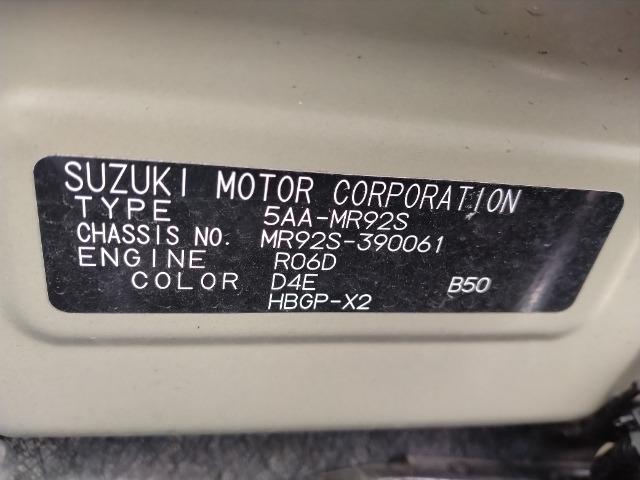 SUZUKI MOTOR CORPORATION
TYPE 5AA-MR92S
CHASSIS NO. MR92S-390061
ENGINE R06D
COLOR D4E B50
HBGP-X2